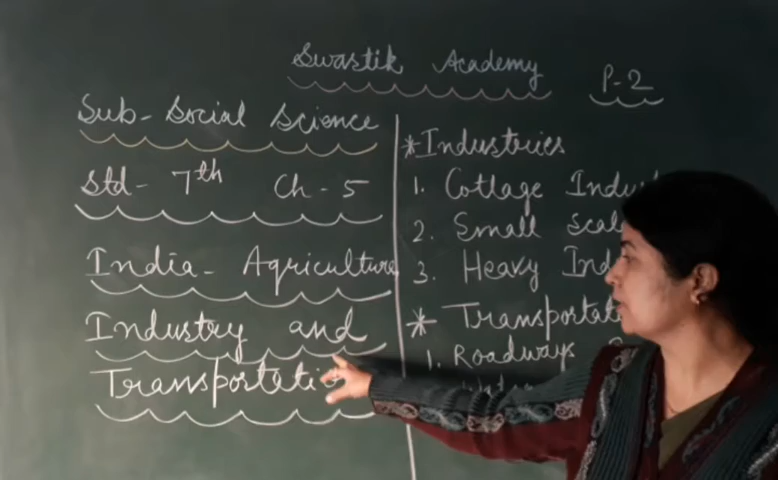 Swastik Academy
P-2
Sub- Social Science
Std- 7th Ch-5
India- Agriculture
Industry and
Transportati
*Industries
1. Cottage Indu
2. Small Scal
3. Heavy Ind
* Transportat
1. Roadways